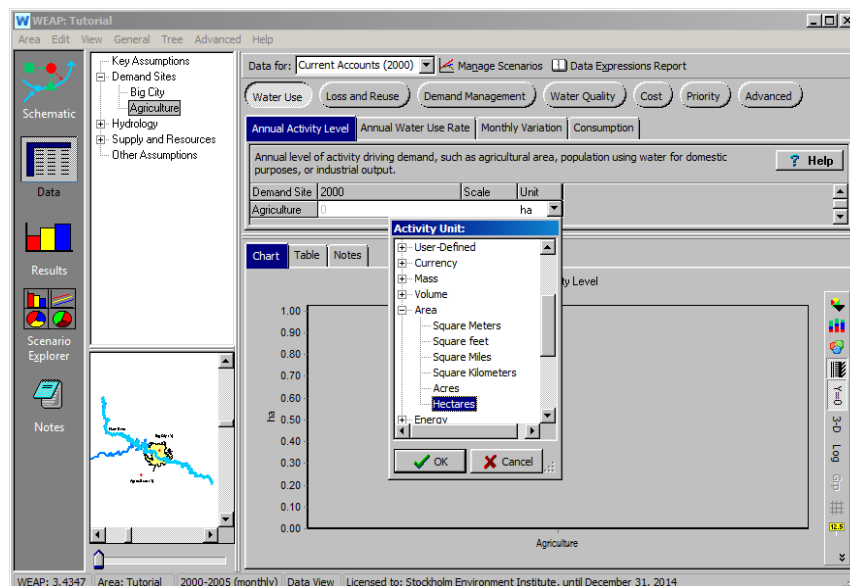 WEAP: Tutorial
Area Edit View General Tree Advanced Help
Schematic
Data
Results
Scenario
Explorer
Notes
Key Assumptions
Demand Sites
Big City
Agriculture
Hydrology
Supply and Resources
Other Assumptions
Data for: Current Accounts (2000) Manage Scenarios Data Expressions Report
Water Use Loss and Reuse Demand Management Water Quality Cost Priority Advanced
Annual Activity Level Annual Water Use Rate Monthly Variation Consumption
Annual level of activity driving demand, such as agricultural area, population using water for domestic
purposes, or industrial output.
? Help
Demand Site 2000 Scale Unit
Agriculture 0 ha
Activity Unit:
User-Defined
Currency
Mass
Volume
Area
Square Meters
Square feet
Square Miles
Square Kilometers
Acres
Hectares
Energy
OK Cancel
Chart Table Notes
ty Level
1.00
0.90
0.80
0.70
0.60
0.50
0.40
0.30
0.20
0.10
0.00
ha
Agriculture
Y=0
3-D
Log
Grp
12.5
WEAP: 3.4347 Area: Tutorial 2000-2005 (monthly) Data View Licensed to: Stockholm Environment Institute, until December 31, 2014